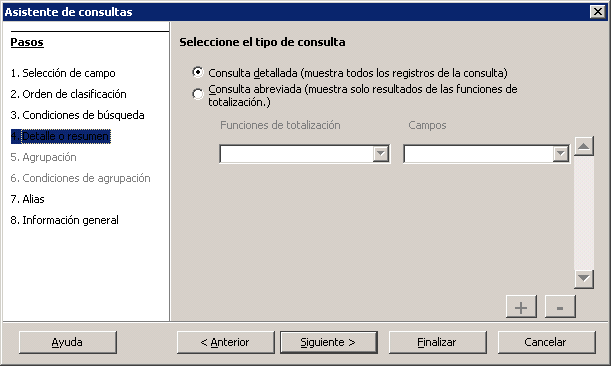 Asistente de consultas
Pasos
1. Selección de campo
2. Orden de clasificación
3. Condiciones de búsqueda
4. Detalle o resumen
5. Agrupación
6. Condiciones de agrupación
7. Alias
8. Información general
Seleccione el tipo de consulta
Consulta detallada (muestra todos los registros de la consulta)
Consulta abreviada (muestra solo resultados de las funciones de
totalización.)
Funciones de totalización
Campos
+
-
Ayuda
< Anterior
Siguiente >
Finalizar
Cancelar